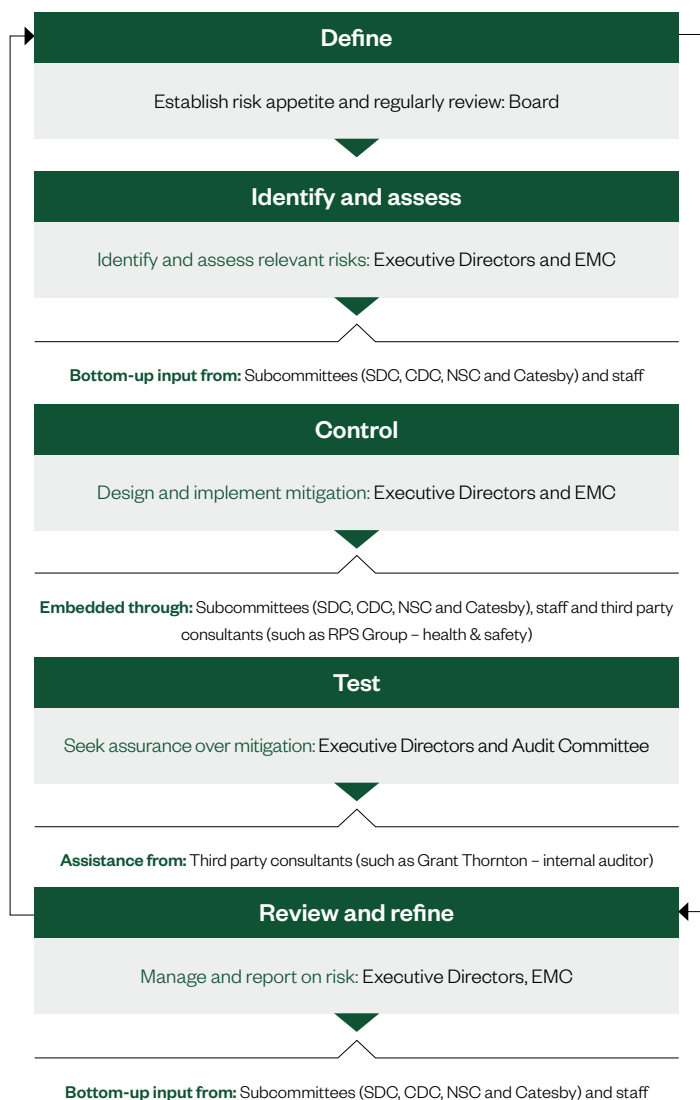 Define
Establish risk appetite and regularly review: Board
Identify and assess
Identify and assess relevant risks: Executive Directors and EMC
Bottom-up input from: Subcommittees (SDC, CDC, NSC and Catesby) and staff
Control
Design and implement mitigation: Executive Directors and EMC
Embedded through: Subcommittees (SDC, CDC, NSC and Catesby), staff and third party
consultants (such as RPS Group – health & safety)
Test
Seek assurance over mitigation: Executive Directors and Audit Committee
Assistance from: Third party consultants (such as Grant Thornton – internal auditor)
Review and refine
Manage and report on risk: Executive Directors, EMC
Bottom-up input from: Subcommittees (SDC, CDC, NSC and Catesby) and staff